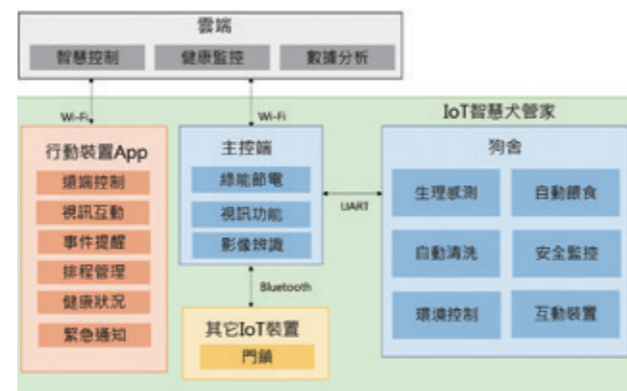 雲端
智慧控制
健康監控
數據分析
Wi-Fi
Wi-Fi
IoT智慧犬管家
行動裝置App
遠端控制
視訊互動
事件提醒
排程管理
健康狀況
緊急通知
主控端
綠能節電
視訊功能
影像辨識
UART
Bluetooth
其它IoT裝置
門鎖
狗舍
生理感測
自動餵食
自動清洗
安全監控
環境控制
互動裝置